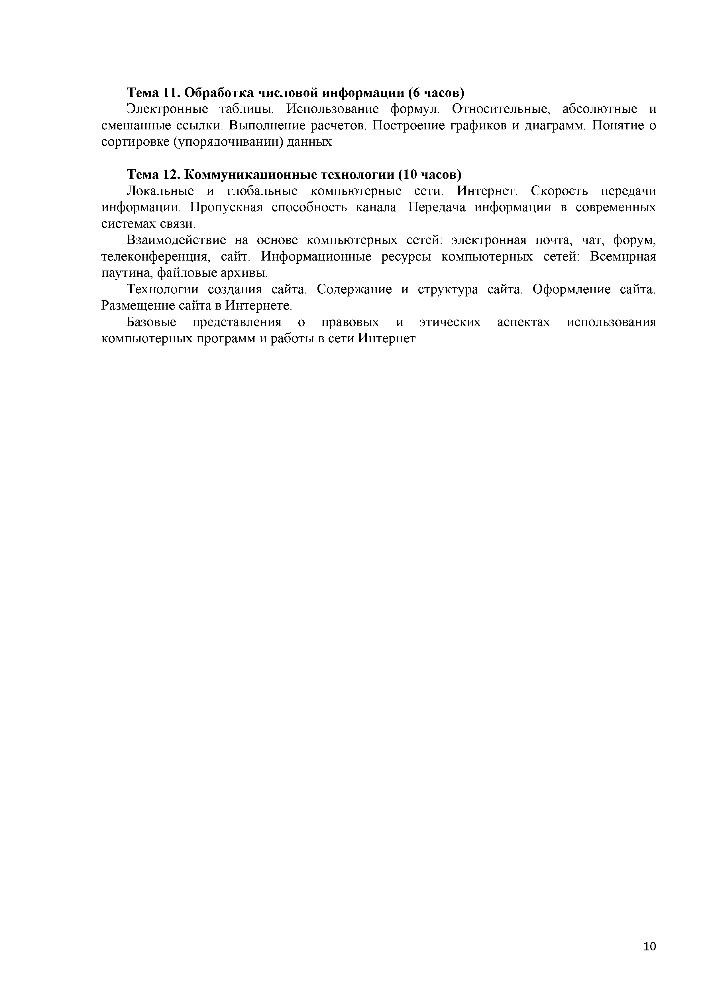 Тема 11. Обработка числовой информации (6 часов)
Электронные таблицы. Использование формул. Относительные, абсолютные и
смешанные ссылки. Выполнение расчетов. Построение графиков и диаграмм. Понятие о
сортировке (упорядочивании) данных
Тема 12. Коммуникационные технологии (10 часов)
Локальные и глобальные компьютерные сети. Интернет. Скорость передачи
информации. Пропускная способность канала. Передача информации в современных
системах связи.
Взаимодействие на основе компьютерных сетей: электронная почта, чат, форум,
телеконференция, сайт. Информационные ресурсы компьютерных сетей: Всемирная
паутина, файловые архивы.
Технологии создания сайта. Содержание и структура сайта. Оформление сайта.
Размещение сайта в Интернете.
Базовые представления о правовых и этических аспектах использования
компьютерных программ и работы в сети Интернет
10